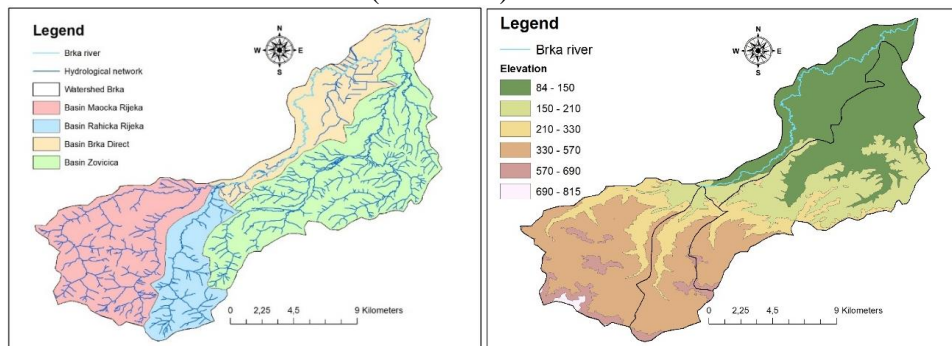 Legend
Brka river
Hydrological network
Watershed Brka
Basin Maocka Rijeka
Basin Rahicka Rijeka
Basin Brka Direct
Basin Zovicica
N
W E
S
0 2,25 4,5 9 Kilometers
Legend
Brka river
Elevation
84 - 150
150 - 210
210 - 330
330 - 570
570 - 690
690 - 815
N
W E
S
0 2,25 4,5 9 Kilometers